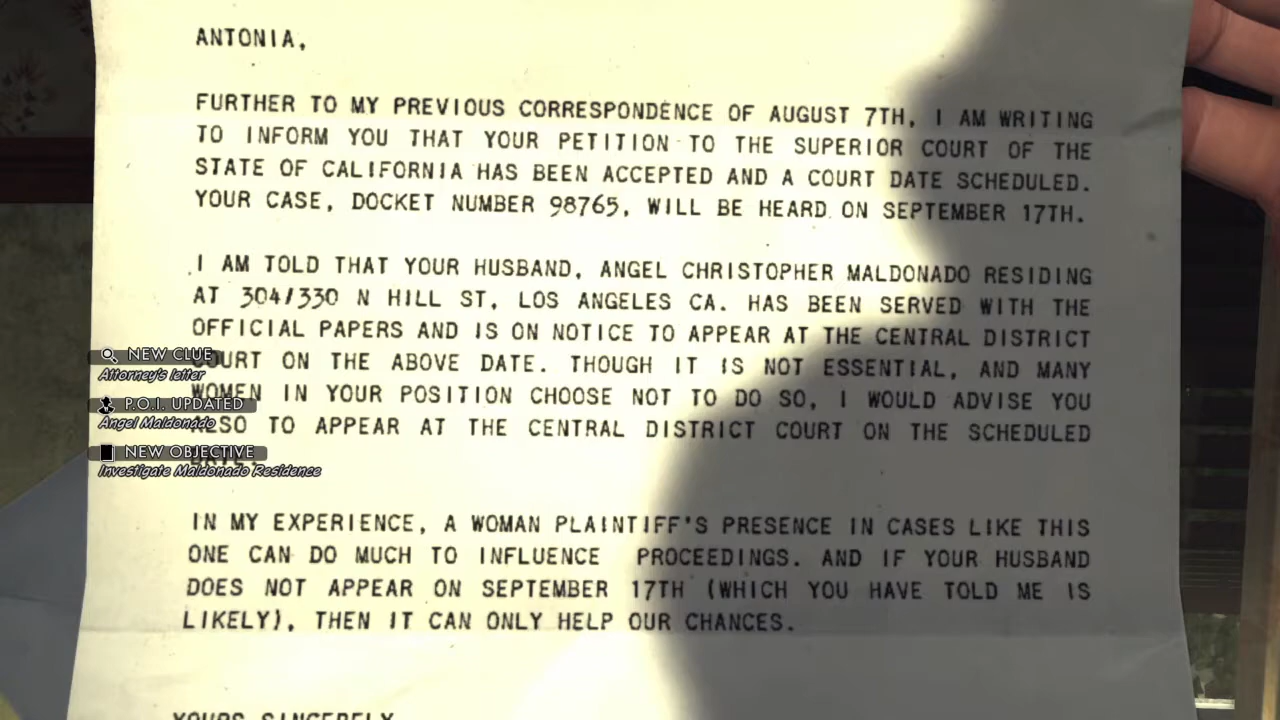 ANTONIA,
FURTHER TO MY PREVIOUS CORRESPONDENCE OF AUGUST 7TH, I AM WRITING
TO INFORM YOU THAT YOUR PETITION TO THE SUPERIOR COURT OF THE
STATE OF CALIFORNIA HAS BEEN ACCEPTED AND A COURT DATE SCHEDULED.
YOUR CASE, DOCKET NUMBER 98765, WILL BE HEARD ON SEPTEMBER 17TH.
I AM TOLD THAT YOUR HUSBAND, ANGEL CHRISTOPHER MALDONADO RESIDING
AT 304/330 N HILL ST, LOS ANGELES CA. HAS BEEN SERVED WITH THE
OFFICIAL PAPERS AND IS ON NOTICE TO APPEAR AT THE CENTRAL DISTRICT
COURT ON THE ABOVE DATE. THOUGH IT IS NOT ESSENTIAL, AND MANY
WOMEN IN YOUR POSITION CHOOSE NOT TO DO SO, I WOULD ADVISE YOU
ALSO TO APPEAR AT THE CENTRAL DISTRICT COURT ON THE SCHEDULED
DATE.
IN MY EXPERIENCE, A WOMAN PLAINTIFF'S PRESENCE IN CASES LIKE THIS
ONE CAN DO MUCH TO INFLUENCE PROCEEDINGS. AND IF YOUR HUSBAND
DOES NOT APPEAR ON SEPTEMBER 17TH (WHICH YOU HAVE TOLD ME IS
LIKELY), THEN IT CAN ONLY HELP OUR CHANCES.
YOURS SINCERELY
NEW CLUE
Attorney's letter
P.O.I. UPDATED
Angel Maldonado
NEW OBJECTIVE
Investigate Maldonado Residence